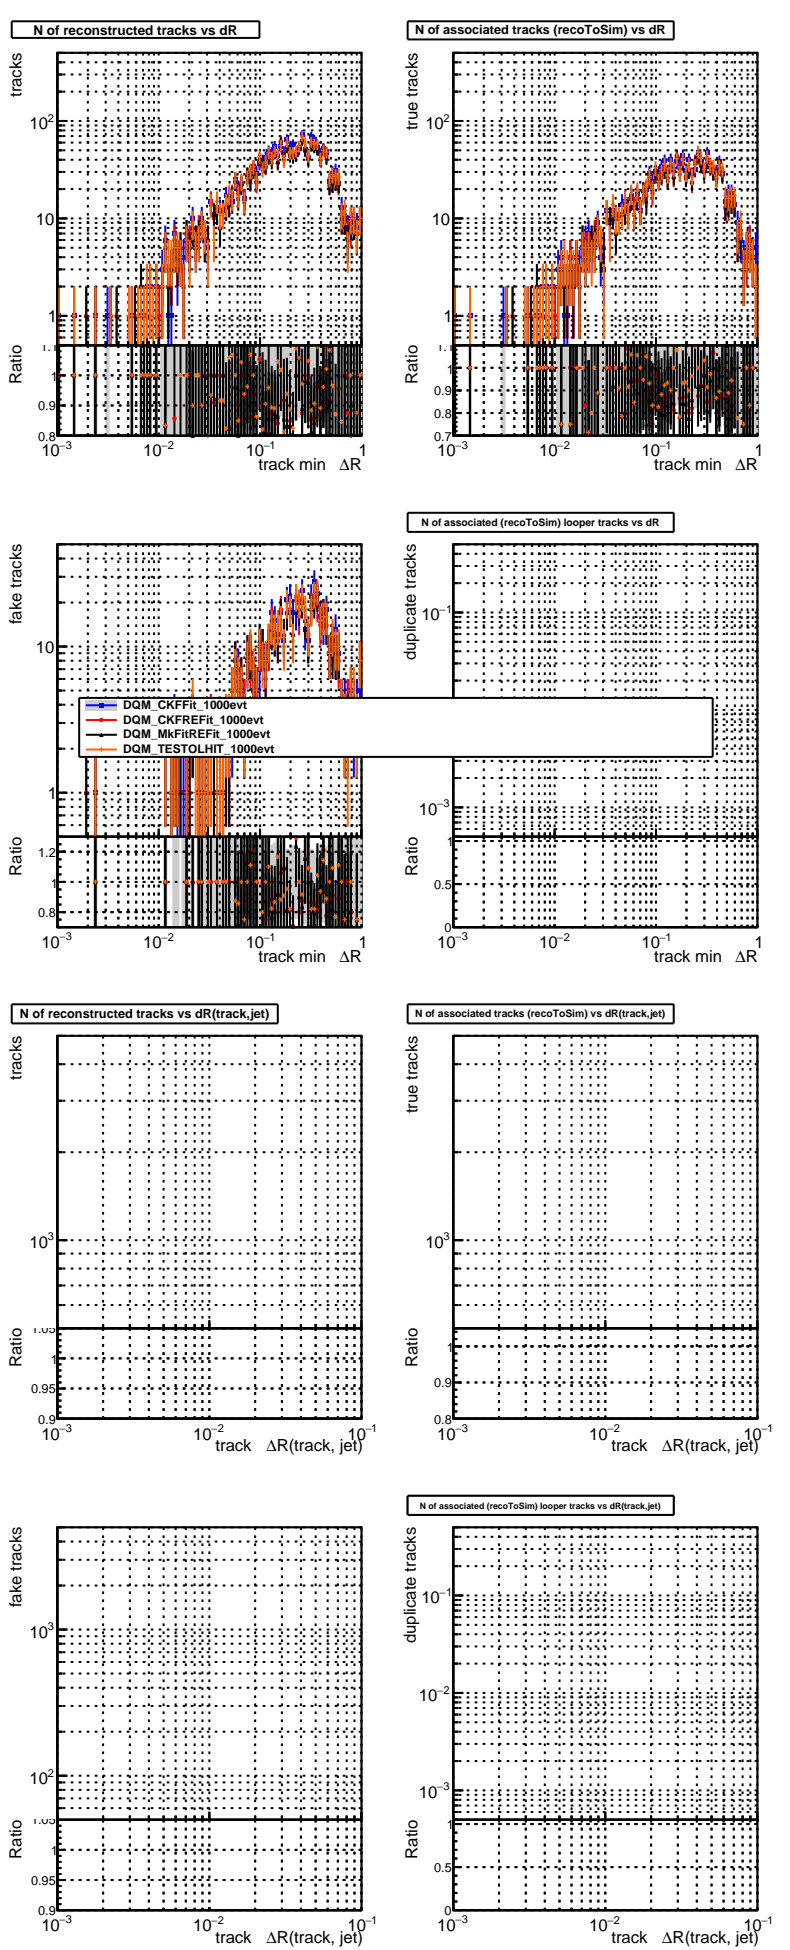 N of reconstructed tracks vs dR
tracks
10²
10
1
Ratio
1.1
1
0.9
0.8
10⁻³
10⁻²
10⁻¹
1
track min ΔR
N of associated tracks (recoToSim) vs dR
true tracks
10²
10
1
Ratio
1.1
1
0.9
0.8
0.7
10⁻³
10⁻²
10⁻¹
1
track min ΔR
fake tracks
10
1
Ratio
1.2
1
0.8
10⁻³
10⁻²
10⁻¹
1
track min ΔR
N of associated (recoToSim) looper tracks vs dR
duplicate tracks
10⁻¹
10⁻³
Ratio
1
0.5
0
10⁻³
10⁻²
10⁻¹
1
track min ΔR
DQM_CKFFit_1000evt
DQM_CKFREFit_1000evt
DQM_MkFitREFit_1000evt
DQM_TESTOLHIT_1000evt
N of reconstructed tracks vs dR(track,jet)
tracks
10³
Ratio
1.05
1
0.95
0.9
10⁻³
10⁻²
10⁻¹
track ΔR(track, jet)
N of associated tracks (recoToSim) vs dR(track,jet)
true tracks
10³
Ratio
1
0.9
0.8
10⁻³
10⁻²
10⁻¹
track ΔR(track, jet)
fake tracks
10³
10²
Ratio
1.05
1
0.95
0.9
10⁻³
10⁻²
10⁻¹
track ΔR(track, jet)
N of associated (recoToSim) looper tracks vs dR(track,jet)
duplicate tracks
10⁻¹
10⁻²
10⁻³
Ratio
1
0.5
0
10⁻³
10⁻²
10⁻¹
track ΔR(track, jet)